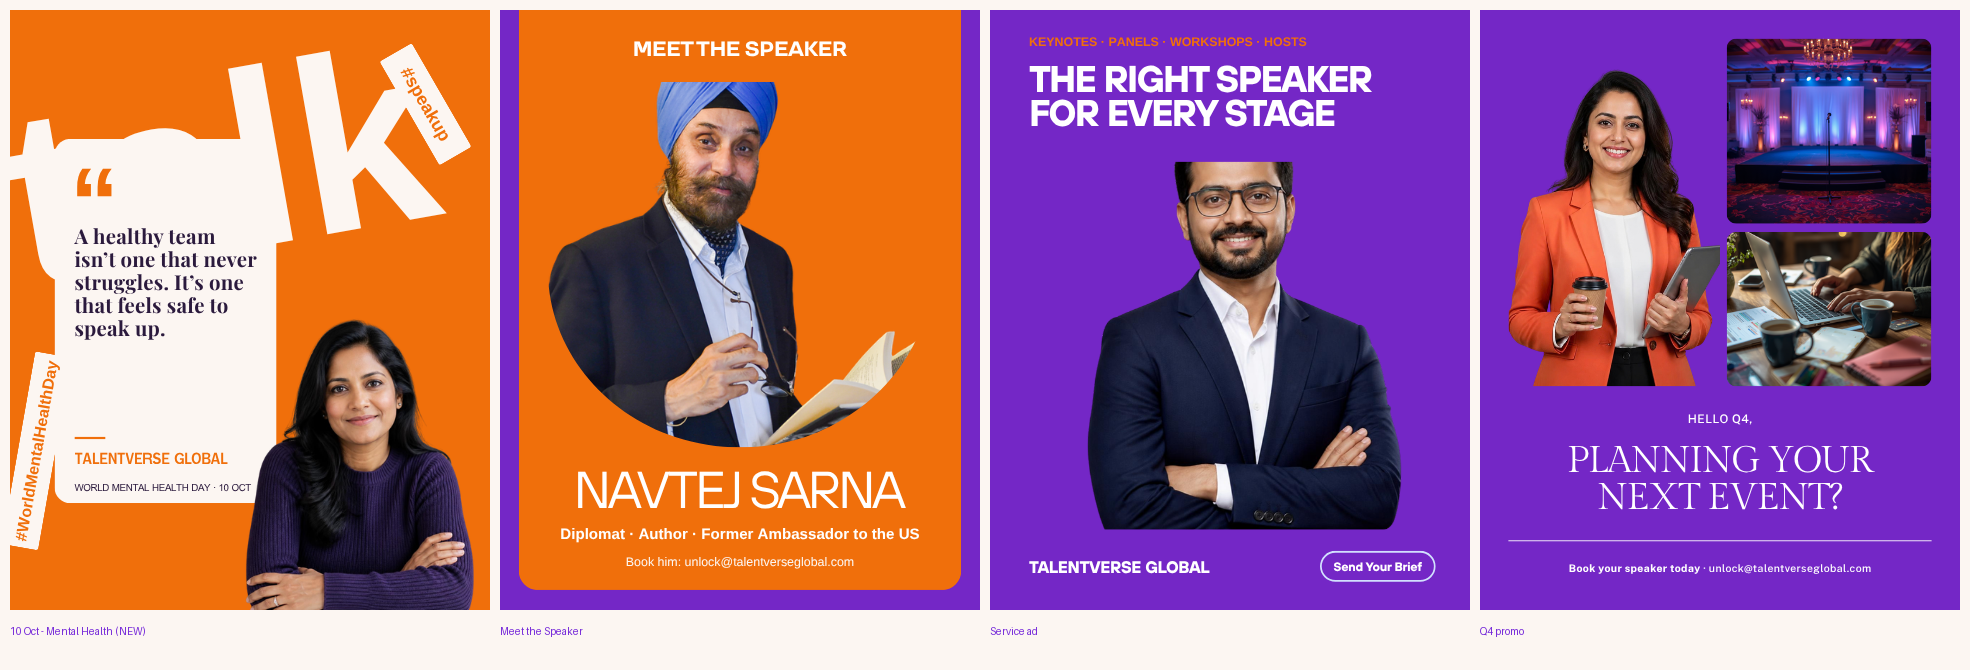 talk
#speakup
“
A healthy team
isn’t one that never
struggles. It’s one
that feels safe to
speak up.
#WorldMentalHealthDay
TALENTVERSE GLOBAL
WORLD MENTAL HEALTH DAY · 10 OCT
10 Oct - Mental Health (NEW)
MEET THE SPEAKER
NAVTEJ SARNA
Diplomat · Author · Former Ambassador to the US
Book him: unlock@talentverseglobal.com
Meet the Speaker
KEYNOTES · PANELS · WORKSHOPS · HOSTS
THE RIGHT SPEAKER
FOR EVERY STAGE
TALENTVERSE GLOBAL
Send Your Brief
Service ad
HELLO Q4,
PLANNING YOUR
NEXT EVENT?
Book your speaker today · unlock@talentverseglobal.com
Q4 promo